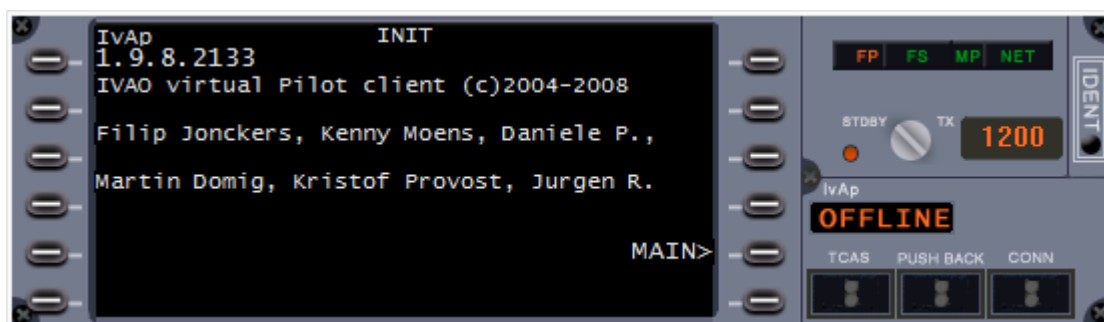 IvAp INIT
1.9.8.2133
IVAO virtual Pilot client (c)2004-2008
Filip Jonckers, Kenny Moens, Daniele P.,
Martin Domig, Kristof Provost, Jurgen R.
MAIN>
FP FS MP NET
STDBY TX 1200
IDENT
IvAp
OFFLINE
TCAS PUSH BACK CONN